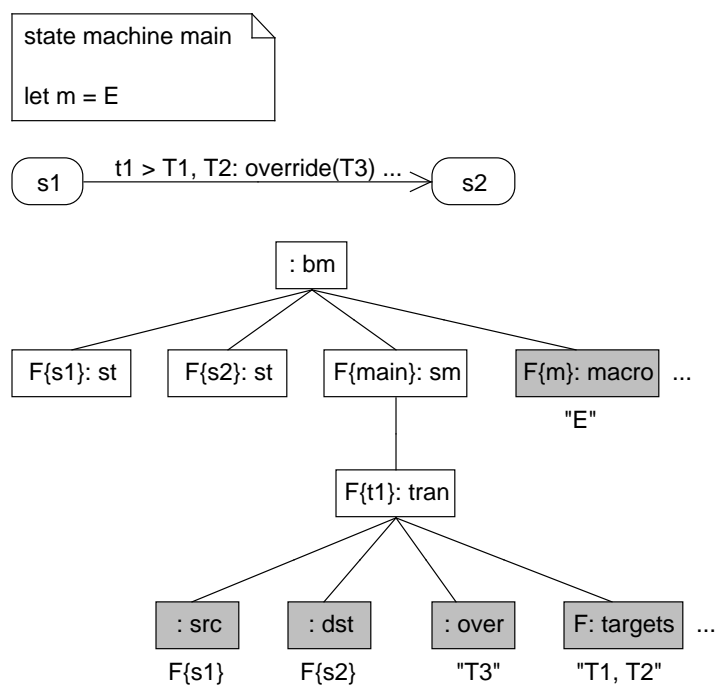 state machine main
let m = E
s1 t1 > T1, T2: override(T3) ... s2
: bm
F{s1}: st F{s2}: st F{main}: sm F{m}: macro ...
"E"
F{t1}: tran
: src : dst : over F: targets ...
F{s1} F{s2} "T3" "T1, T2"